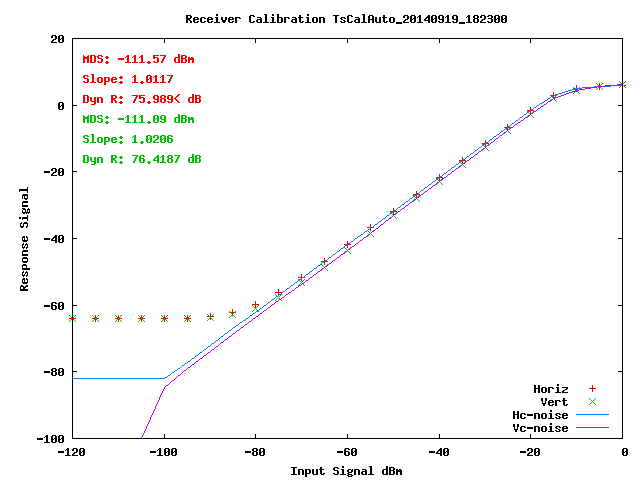 Receiver Calibration TsCalAuto_20140919_182300
20
0
-20
-40
-60
-80
-100
Response Signal
MDS: -111.57 dBm
Slope: 1.0117
Dyn R: 75.989< dB
MDS: -111.09 dBm
Slope: 1.0206
Dyn R: 76.4187 dB
Horiz
Vert
Hc-noise
Vc-noise
-120 -100 -80 -60 -40 -20 0
Input Signal dBm